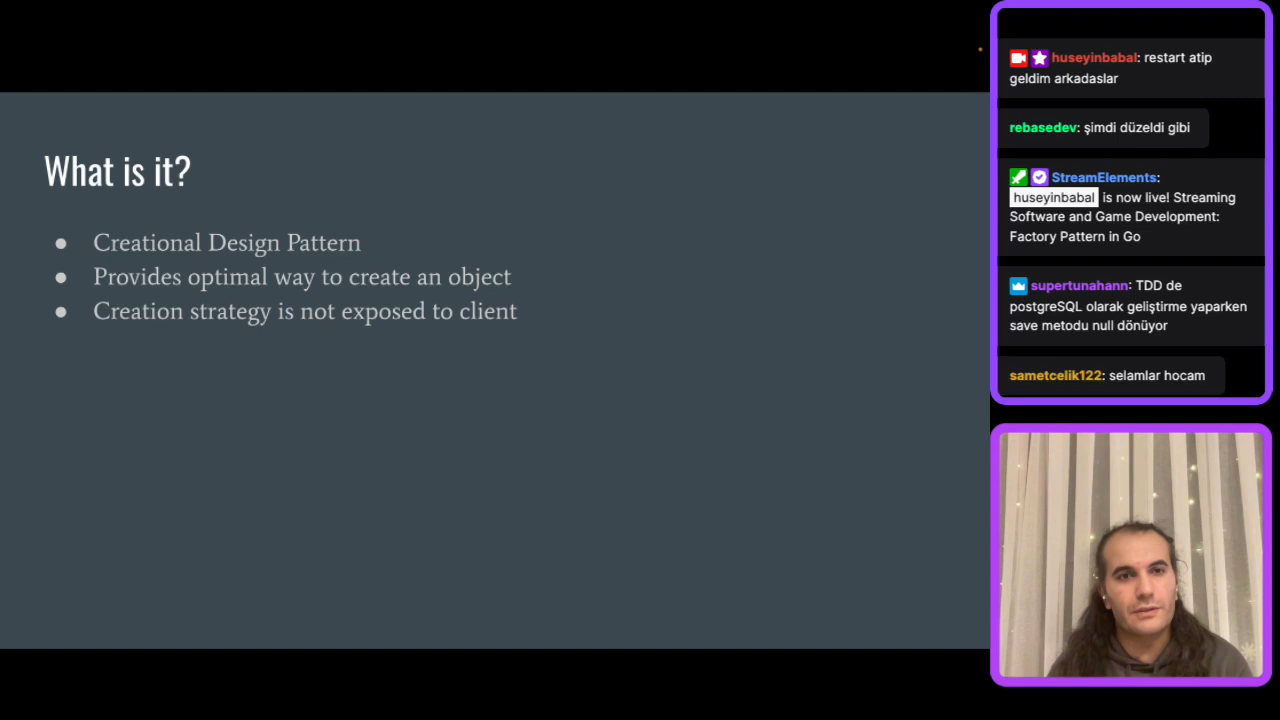 What is it?
● Creational Design Pattern
● Provides optimal way to create an object
● Creation strategy is not exposed to client
huseyinbabal: restart atip
geldim arkadaslar
rebasedev: şimdi düzeldi gibi
StreamElements:
huseyinbabal is now live! Streaming
Software and Game Development:
Factory Pattern in Go
supertunahann: TDD de
postgreSQL olarak geliştirme yaparken
save metodu null dönüyor
sametcelik122: selamlar hocam